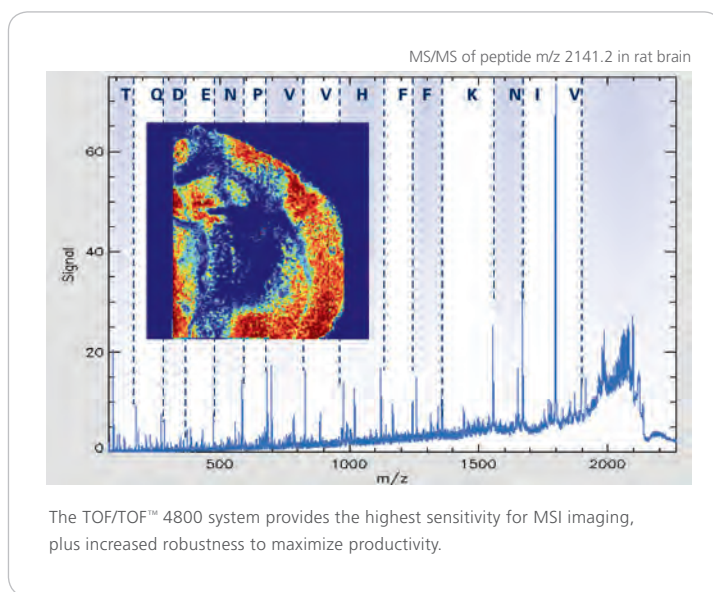 MS/MS of peptide m/z 2141.2 in rat brain
T Q D E N P V V H F F K N I V
60
40
20
0
Signal
500 1000 1500 2000
m/z
The TOF/TOF™ 4800 system provides the highest sensitivity for MSI imaging,
plus increased robustness to maximize productivity.